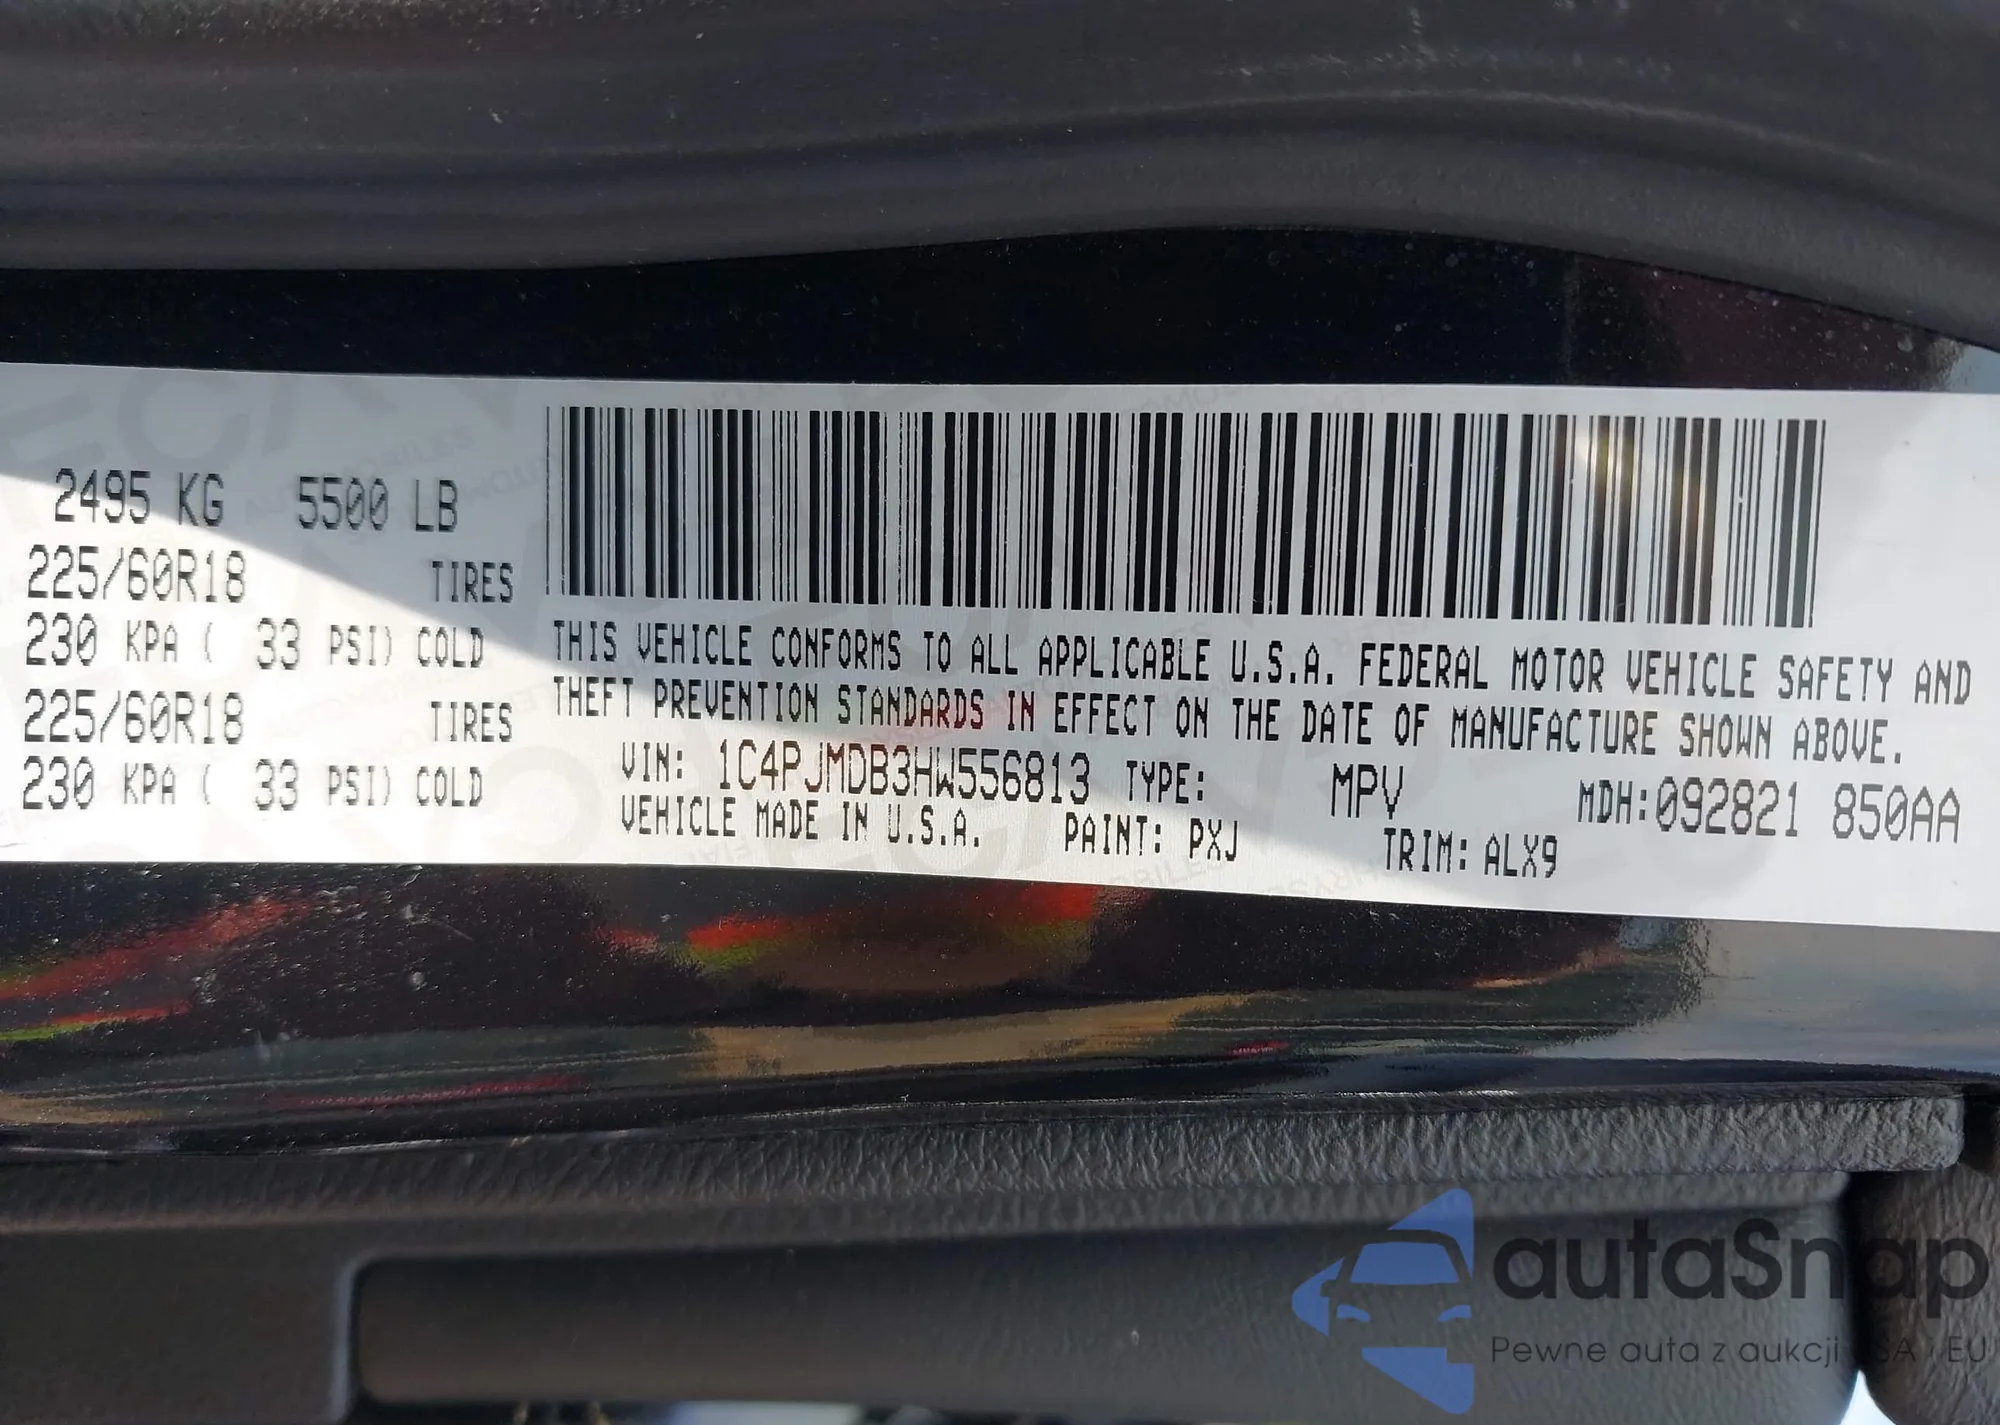 2495 KG 5500 LB
225/60R18 TIRES
230 KPA ( 33 PSI) COLD
225/60R18 TIRES
230 KPA ( 33 PSI) COLD
THIS VEHICLE CONFORMS TO ALL APPLICABLE U.S.A. FEDERAL MOTOR VEHICLE SAFETY AND
THEFT PREVENTION STANDARDS IN EFFECT ON THE DATE OF MANUFACTURE SHOWN ABOVE.
VIN: 1C4PJMDB3HW556813 TYPE: MPV MDH:092821 850AA
VEHICLE MADE IN U.S.A. PAINT: PXJ TRIM: ALX9
autaSnap
Pewne auta z aukcji USA i EU